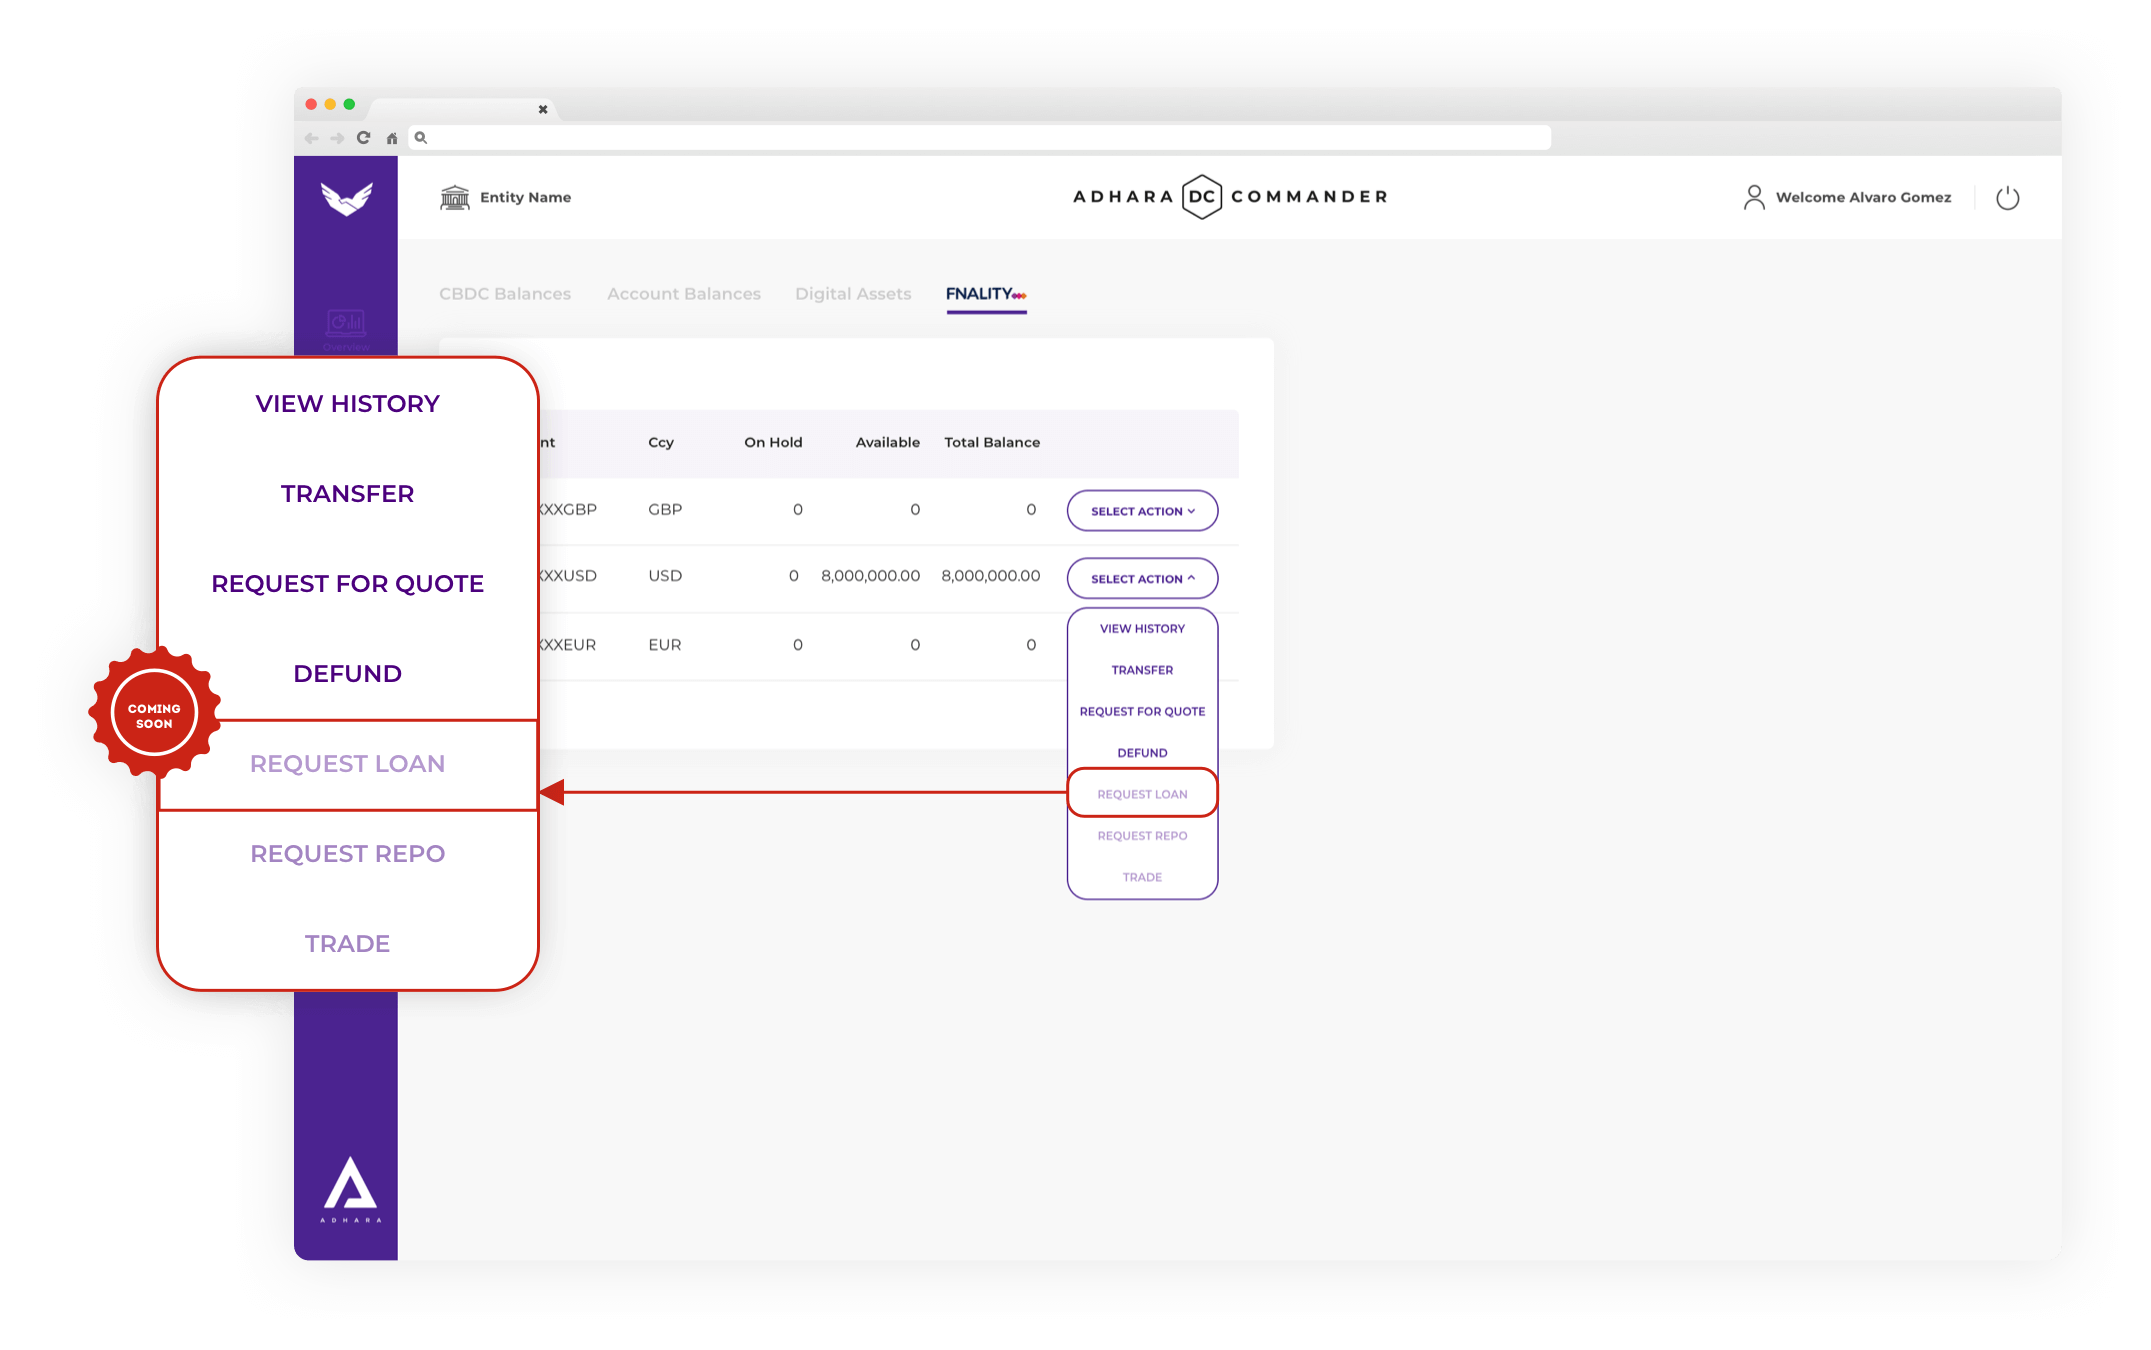 Entity Name
ADHARA DC COMMANDER
Welcome Alvaro Gomez
CBDC Balances Account Balances Digital Assets FNALITY
Overview
nt Ccy On Hold Available Total Balance
XXGBP GBP 0 0 0 SELECT ACTION
XXUSD USD 0 8,000,000.00 8,000,000.00 SELECT ACTION
XXEUR EUR 0 0 0
VIEW HISTORY
TRANSFER
REQUEST FOR QUOTE
DEFUND
REQUEST LOAN
REQUEST REPO
TRADE
VIEW HISTORY
TRANSFER
REQUEST FOR QUOTE
DEFUND
COMING
SOON
REQUEST LOAN
REQUEST REPO
TRADE
ADHARA